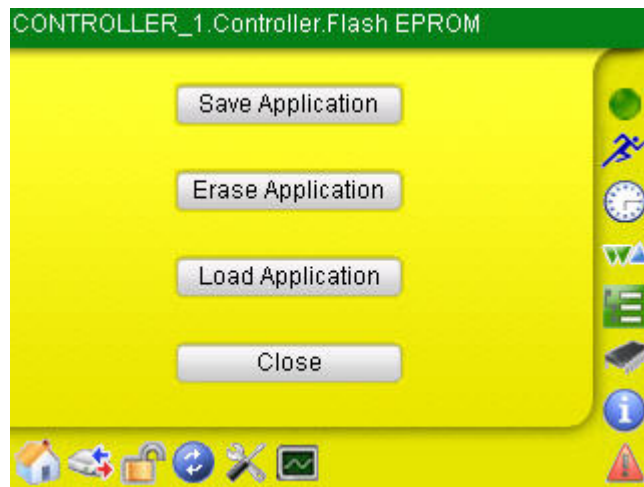 CONTROLLER_1.Controller.Flash EPROM
Save Application
Erase Application
Load Application
Close